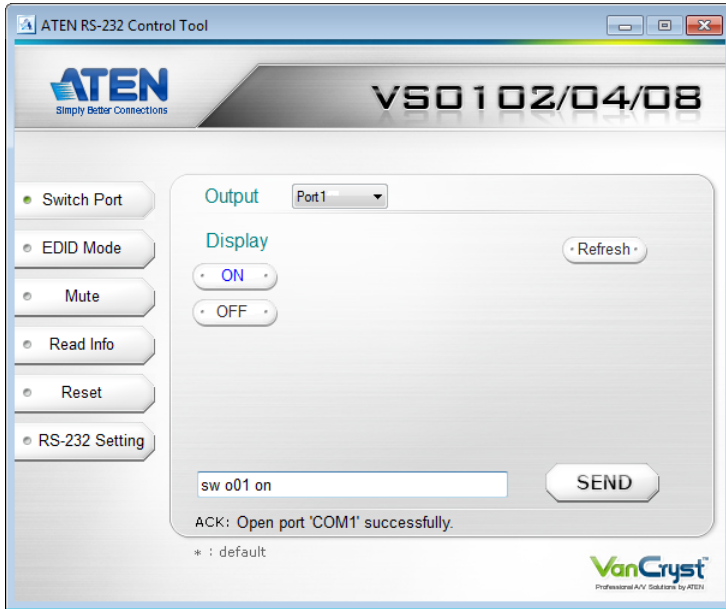 ATEN RS-232 Control Tool
ATEN
Simply Better Connections
VS0102/04/08
Switch Port
EDID Mode
Mute
Read Info
Reset
RS-232 Setting
Output Port1
Display
ON
OFF
Refresh
sw o01 on
SEND
ACK: Open port 'COM1' successfully.
* : default
VanCryst™
Professional A/V Solutions by ATEN